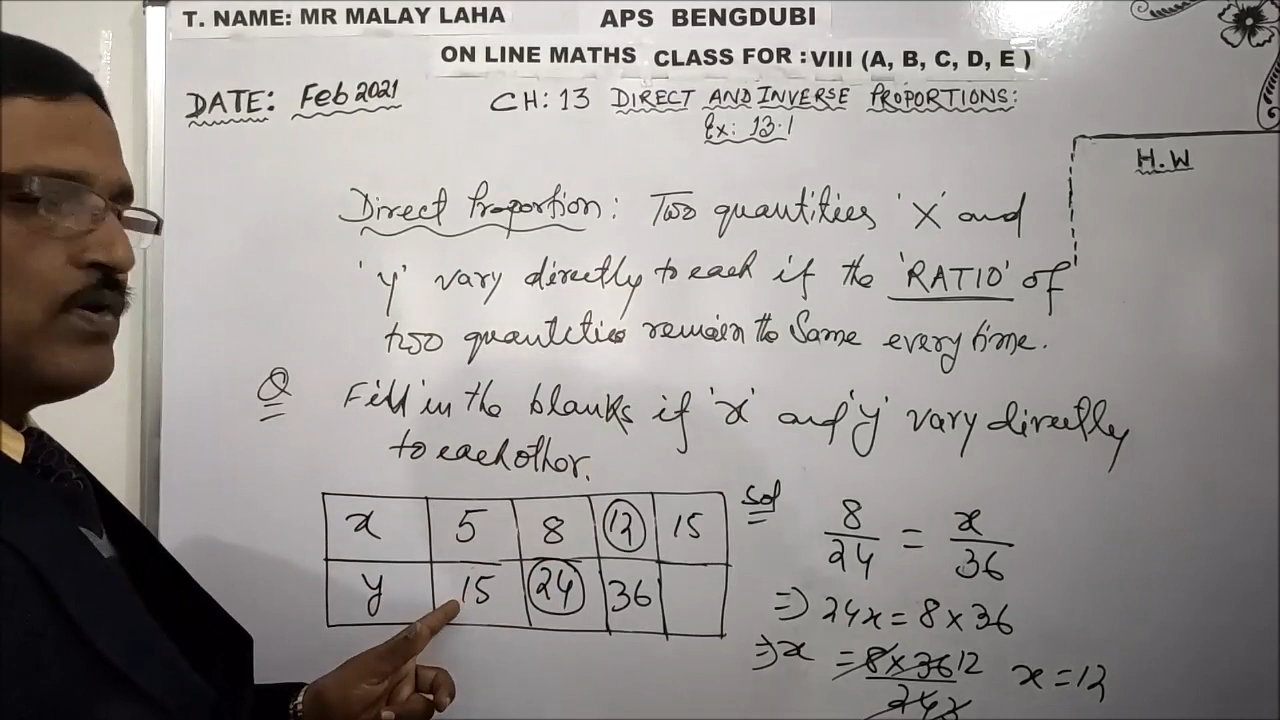 T. NAME: MR MALAY LAHA APS BENGDUBI
ON LINE MATHS CLASS FOR : VIII (A, B, C, D, E )
DATE: Feb 2021 CH: 13 DIRECT AND INVERSE PROPORTIONS:
Ex: 13.1
H.W
Direct Proportion: Two quantities 'X' and
'y' vary directly to each if the 'RATIO' of
two quantities remain the Same every time.
Q Fill in the blanks if 'x' and 'y' vary directly
to each other.
x 5 8 12 15
y 15 24 36
Sol 8/24 = x/36
=> 24x = 8 x 36
=> x = 8 x 36 12 / 24 x = 12